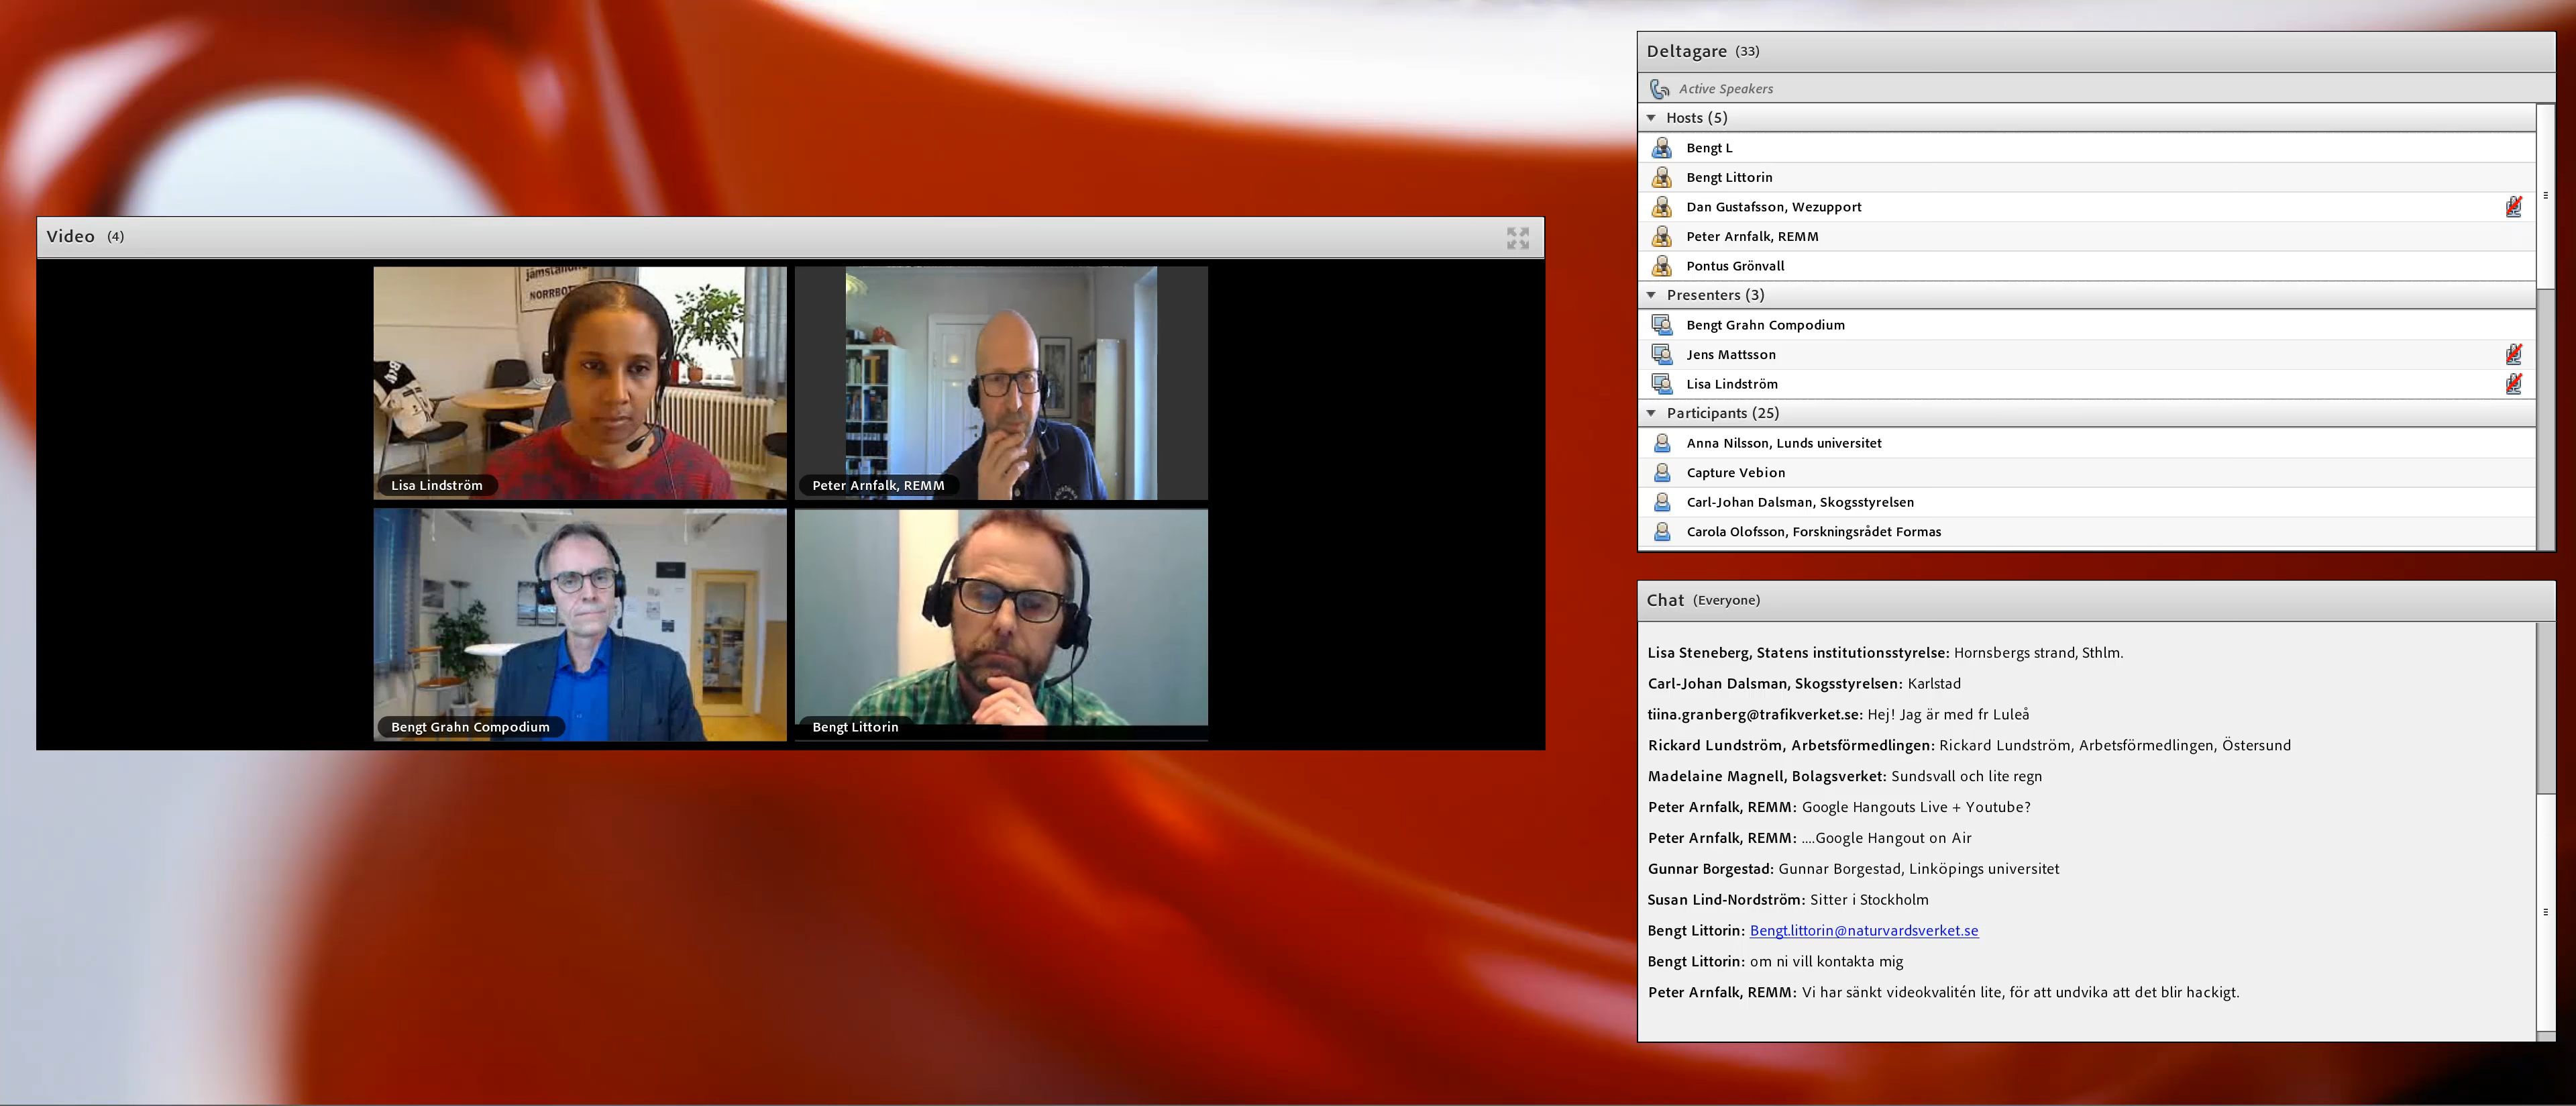 Video (4)
jämställd
NORRBOT
Lisa Lindström
Peter Arnfalk, REMM
Bengt Grahn Compodium
Bengt Littorin
Deltagare (33)
Active Speakers
Hosts (5)
Bengt L
Bengt Littorin
Dan Gustafsson, Wezupport
Peter Arnfalk, REMM
Pontus Grönvall
Presenters (3)
Bengt Grahn Compodium
Jens Mattsson
Lisa Lindström
Participants (25)
Anna Nilsson, Lunds universitet
Capture Vebion
Carl-Johan Dalsman, Skogsstyrelsen
Carola Olofsson, Forskningsrådet Formas
Chat (Everyone)
Lisa Steneberg, Statens institutionsstyrelse: Hornsbergs strand, Sthlm.
Carl-Johan Dalsman, Skogsstyrelsen: Karlstad
tiina.granberg@trafikverket.se: Hej! Jag är med fr Luleå
Rickard Lundström, Arbetsförmedlingen: Rickard Lundström, Arbetsförmedlingen, Östersund
Madelaine Magnell, Bolagsverket: Sundsvall och lite regn
Peter Arnfalk, REMM: Google Hangouts Live + Youtube?
Peter Arnfalk, REMM: ....Google Hangout on Air
Gunnar Borgestad: Gunnar Borgestad, Linköpings universitet
Susan Lind-Nordström: Sitter i Stockholm
Bengt Littorin: Bengt.littorin@naturvardsverket.se
Bengt Littorin: om ni vill kontakta mig
Peter Arnfalk, REMM: Vi har sänkt videokvalitén lite, för att undvika att det blir hackigt.